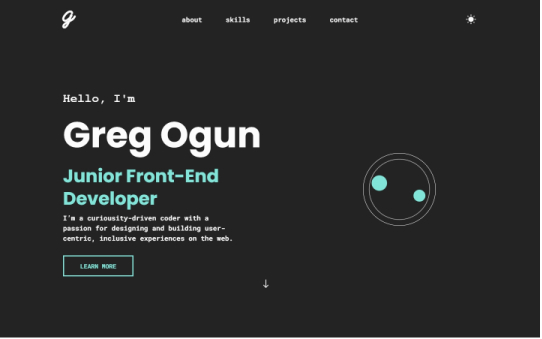 g
about skills projects contact
Hello, I'm
Greg Ogun
Junior Front-End
Developer
I'm a curiousity-driven coder with a
passion for designing and building user-
centric, inclusive experiences on the web.
LEARN MORE